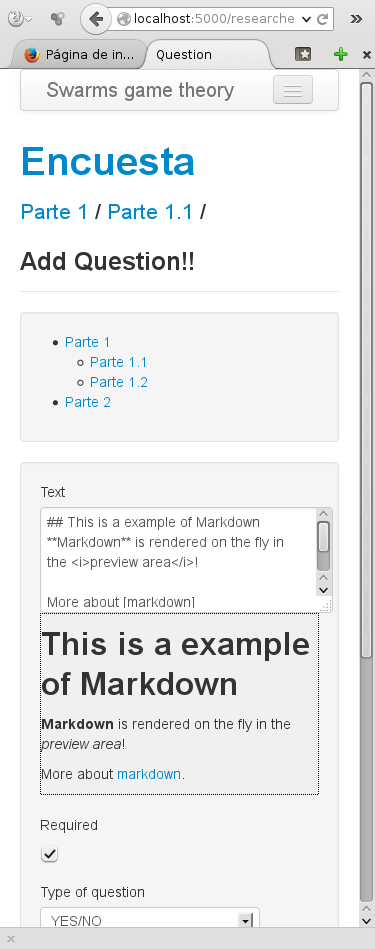 localhost:5000/researche
Página de in...
Question
Swarms game theory
Encuesta
Parte 1 / Parte 1.1 /
Add Question!!
Parte 1
Parte 1.1
Parte 1.2
Parte 2
Text
## This is a example of Markdown
**Markdown** is rendered on the fly in
the <i>preview area</i>!
More about [markdown]
This is a example
of Markdown
Markdown is rendered on the fly in the
preview area!
More about markdown.
Required
Type of question
YES/NO